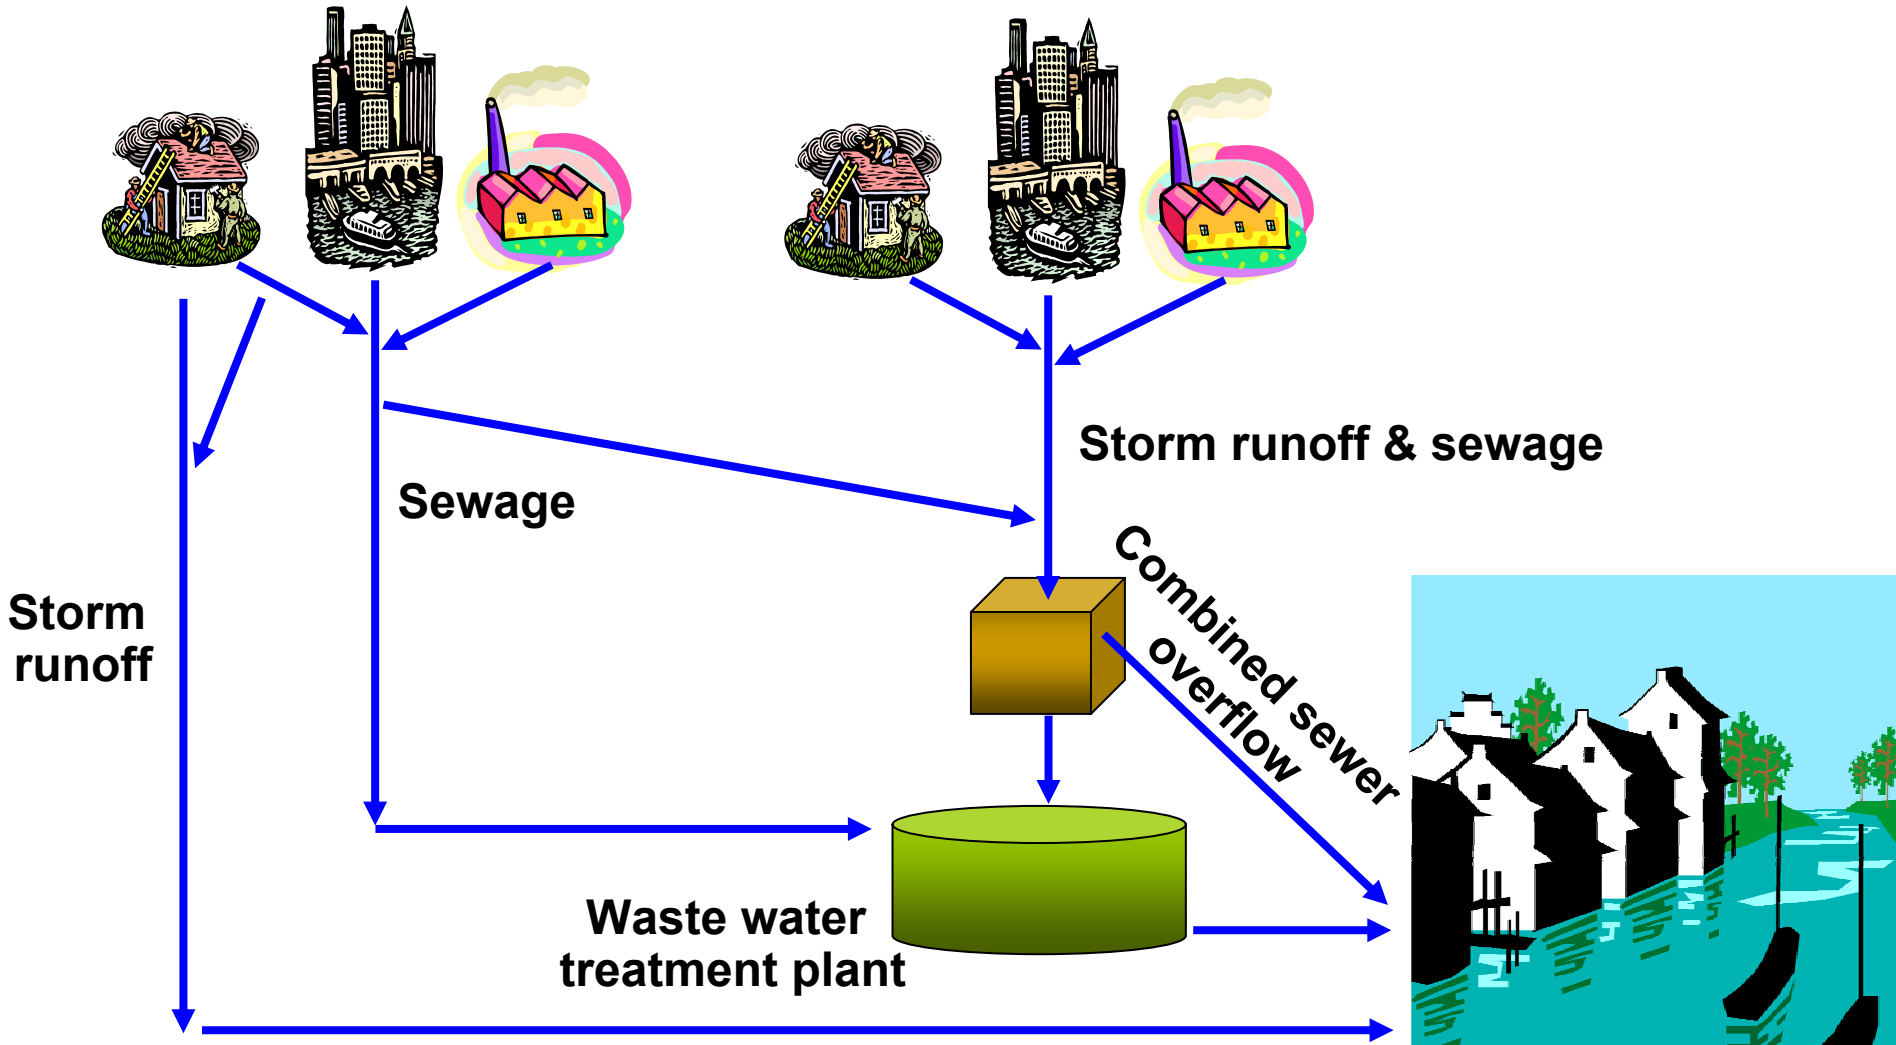 Storm runoff & sewage
Sewage
Combined sewer
overflow
Storm
runoff
Waste water
treatment plant